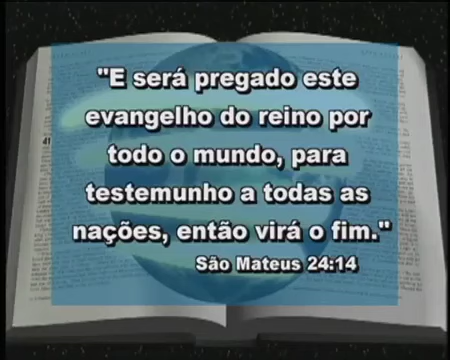 "E será pregado este
evangelho do reino por
todo o mundo, para
testemunho a todas as
nações, então virá o fim."
São Mateus 24:14